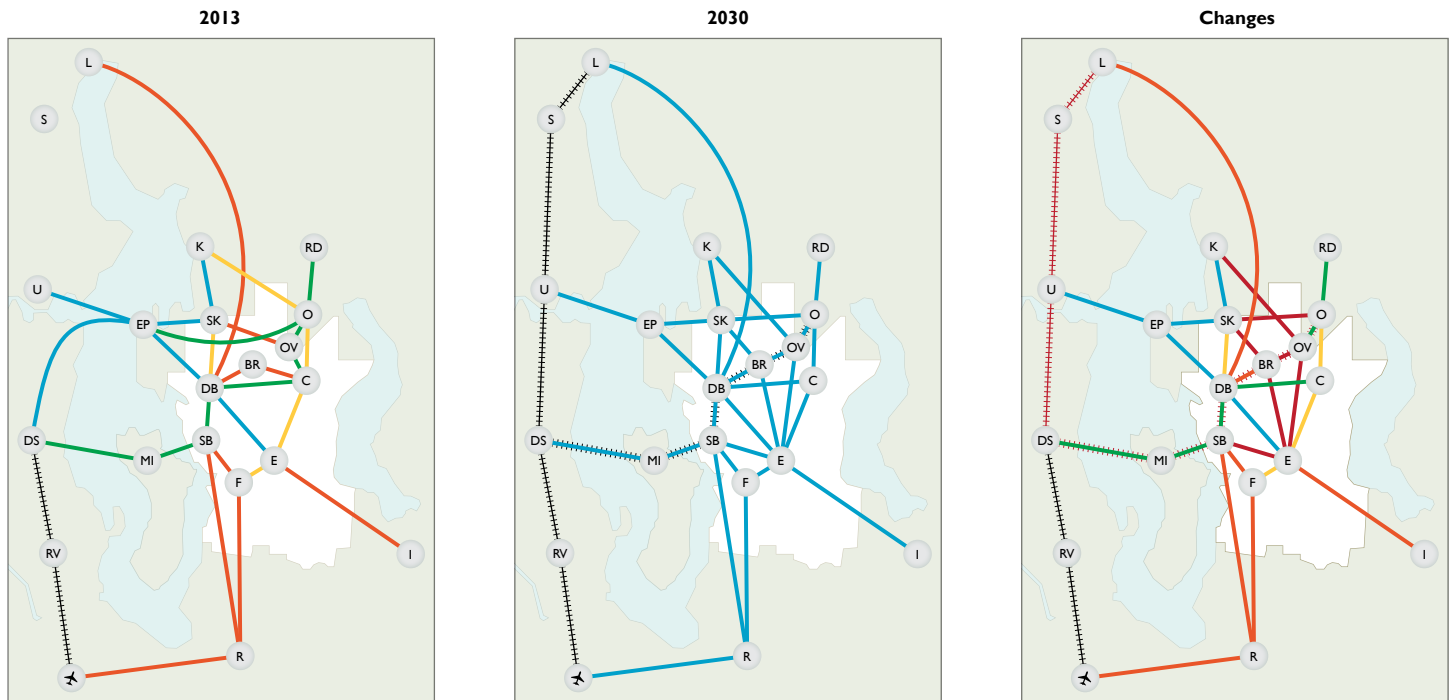 2013
L
S
K
RD
U
EP
SK
O
OV
BR
DB
C
DS
MI
SB
E
F
RV
I
R
2030
L
S
K
RD
U
EP
SK
O
OV
BR
DB
C
DS
MI
SB
E
F
RV
I
R
Changes
L
S
K
RD
U
EP
SK
O
OV
BR
DB
C
DS
MI
SB
E
F
RV
I
R